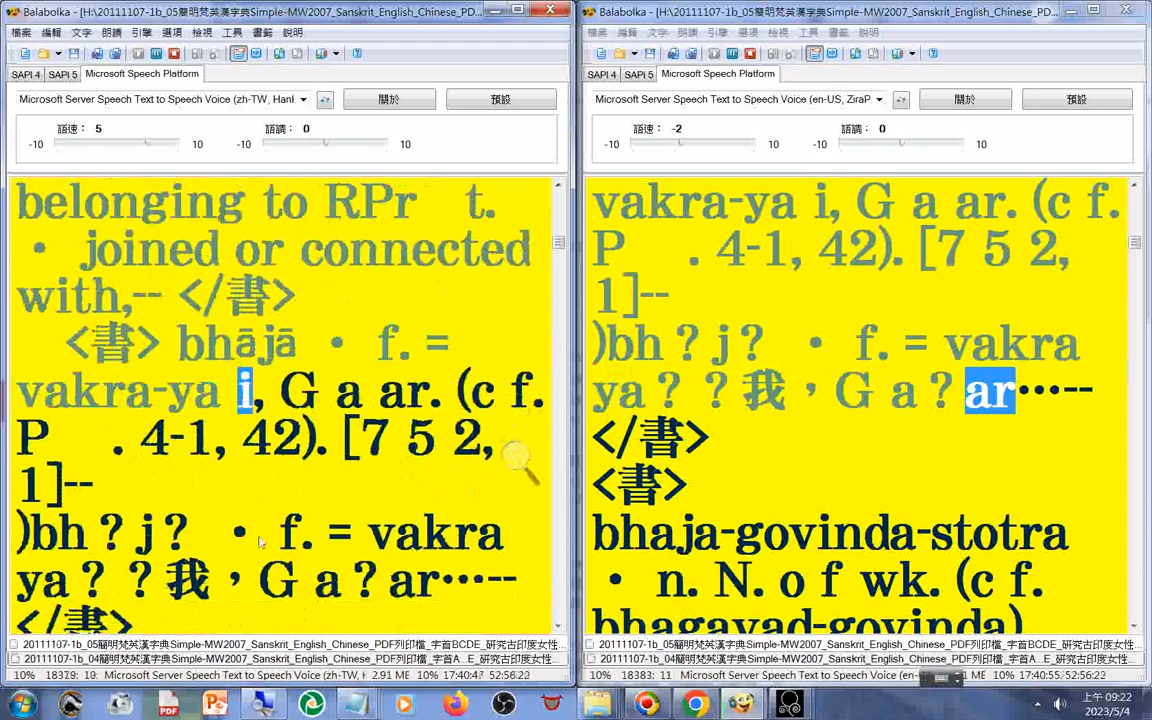 Balabolka - [H:\20111107-1b_05簡明梵英漢字典Simple-MW2007_Sanskrit_English_Chinese_PD...
檔案 編輯 文字 朗讀 引擎 選項 檢視 工具 書籤 說明
SAPI 4 SAPI 5 Microsoft Speech Platform
Microsoft Server Speech Text to Speech Voice (zh-TW, HanI
關於
預設
語速： 5
語調： 0
-10 10 -10 10
belonging to RPr t.
• joined or connected
with,-- </書>
<書> bhājā • f. =
vakra-ya i, G a ar. (c f.
P . 4-1, 42). [7 5 2,
1]--
)bh？j？ • f. = vakra
ya？？我，G a？ar⋯--
</書>
20111107-1b_05簡明梵英漢字典Simple-MW2007_Sanskrit_English_Chinese_PDF列印檔_字首BCDE_研究古印度女性...
20111107-1b_04簡明梵英漢字典Simple-MW2007_Sanskrit_English_Chinese_PDF列印檔_字首A...E_研究古印度女性...
10% 18379: 19: Microsoft Server Speech Text to Speech Voice (zh-TW, I 2.91 MB 10% 17:40:47 52:56:22
Balabolka - [H:\20111107-1b_05簡明梵英漢字典Simple-MW2007_Sanskrit_English_Chinese_PD...
檔案 編輯 文字 朗讀 引擎 選項 檢視 工具 書籤 說明
SAPI 4 SAPI 5 Microsoft Speech Platform
Microsoft Server Speech Text to Speech Voice (en-US, ZiraP
關於
預設
語速： -2
語調： 0
-10 10 -10 10
vakra-ya i, G a ar. (c f.
P . 4-1, 42). [7 5 2,
1]--
)bh？j？ • f. = vakra
ya？？我，G a？ar⋯--
</書>
<書>
bhaja-govinda-stotra
• n. N. o f wk. (c f.
bhagavad-govinda)
20111107-1b_05簡明梵英漢字典Simple-MW2007_Sanskrit_English_Chinese_PDF列印檔_字首BCDE_研究古印度女性...
20111107-1b_04簡明梵英漢字典Simple-MW2007_Sanskrit_English_Chinese_PDF列印檔_字首A...E_研究古印度女性...
10% 18383: 11 Microsoft Server Speech Text to Speech Voice (en-US, 10% 17:40:55 52:56:22
上午 09:22
2023/5/4